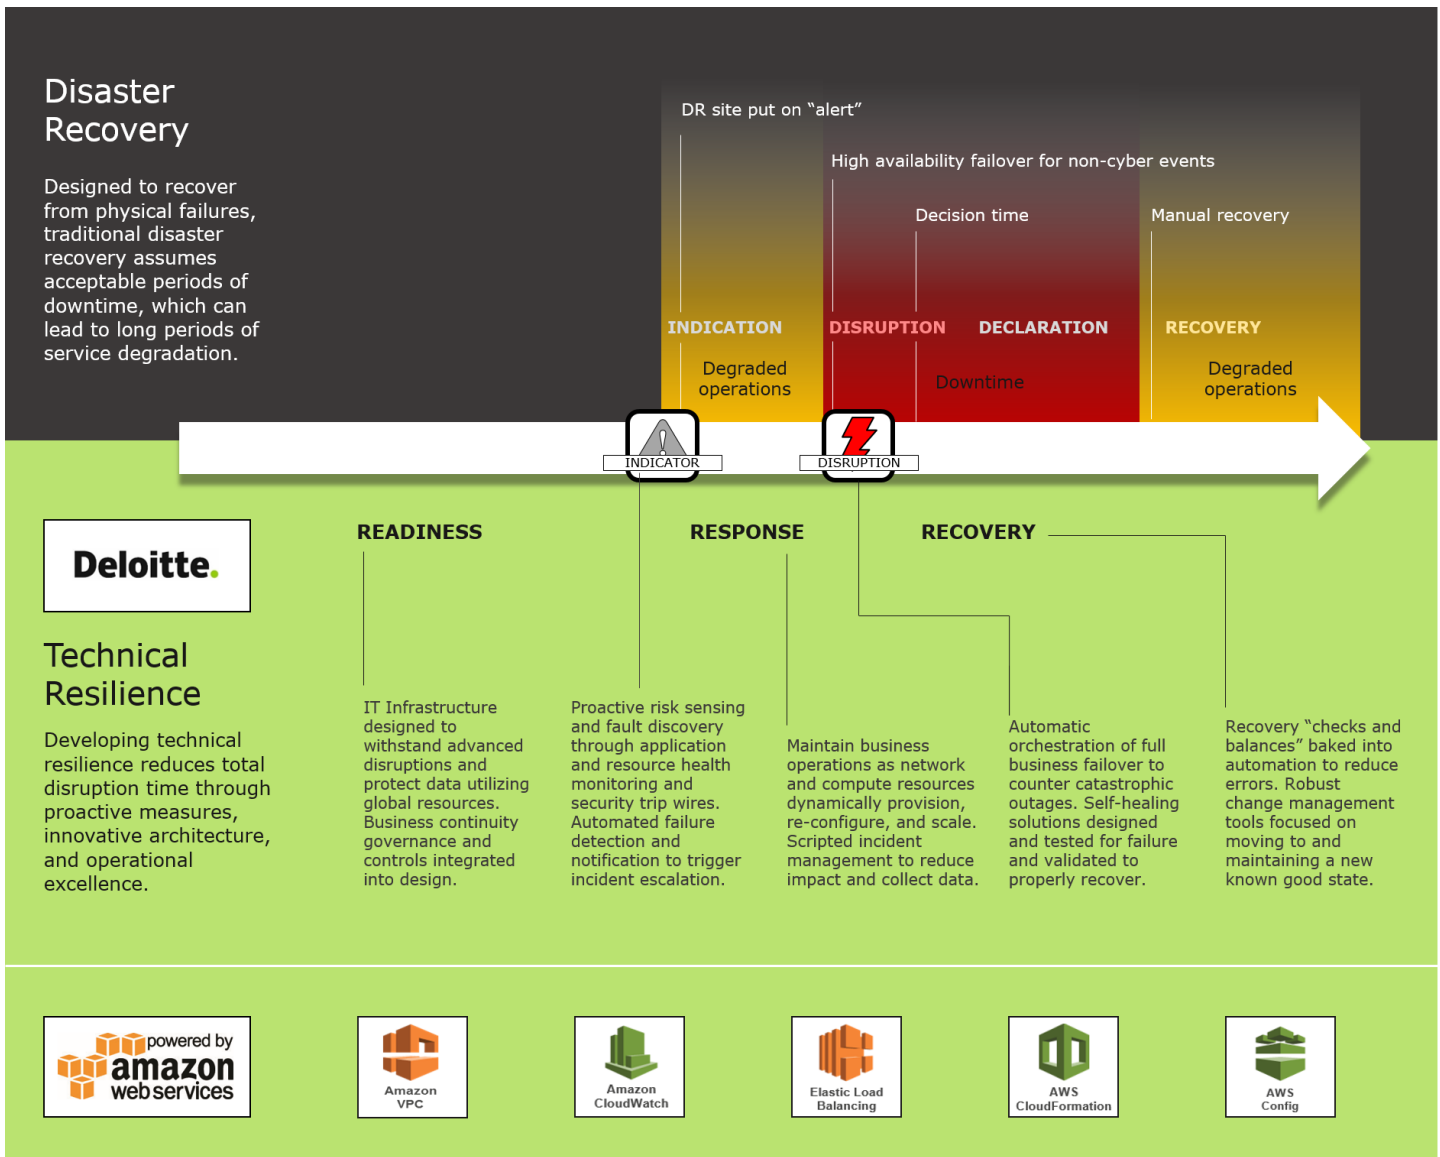 Disaster
Recovery
Designed to recover
from physical failures,
traditional disaster
recovery assumes
acceptable periods of
downtime, which can
lead to long periods of
service degradation.
DR site put on “alert”
High availability failover for non-cyber events
Decision time
Manual recovery
INDICATION
DISRUPTION
DECLARATION
RECOVERY
Degraded
operations
Downtime
Degraded
operations
INDICATOR
DISRUPTION
Deloitte.
Technical
Resilience
Developing technical
resilience reduces total
disruption time through
proactive measures,
innovative architecture,
and operational
excellence.
READINESS
RESPONSE
RECOVERY
IT Infrastructure
designed to
withstand advanced
disruptions and
protect data utilizing
global resources.
Business continuity
governance and
controls integrated
into design.
Proactive risk sensing
and fault discovery
through application
and resource health
monitoring and
security trip wires.
Automated failure
detection and
notification to trigger
incident escalation.
Maintain business
operations as network
and compute resources
dynamically provision,
re-configure, and scale.
Scripted incident
management to reduce
impact and collect data.
Automatic
orchestration of full
business failover to
counter catastrophic
outages. Self-healing
solutions designed
and tested for failure
and validated to
properly recover.
Recovery “checks and
balances” baked into
automation to reduce
errors. Robust
change management
tools focused on
moving to and
maintaining a new
known good state.
powered by
amazon
web services
Amazon
VPC
Amazon
CloudWatch
Elastic Load
Balancing
AWS
CloudFormation
AWS
Config